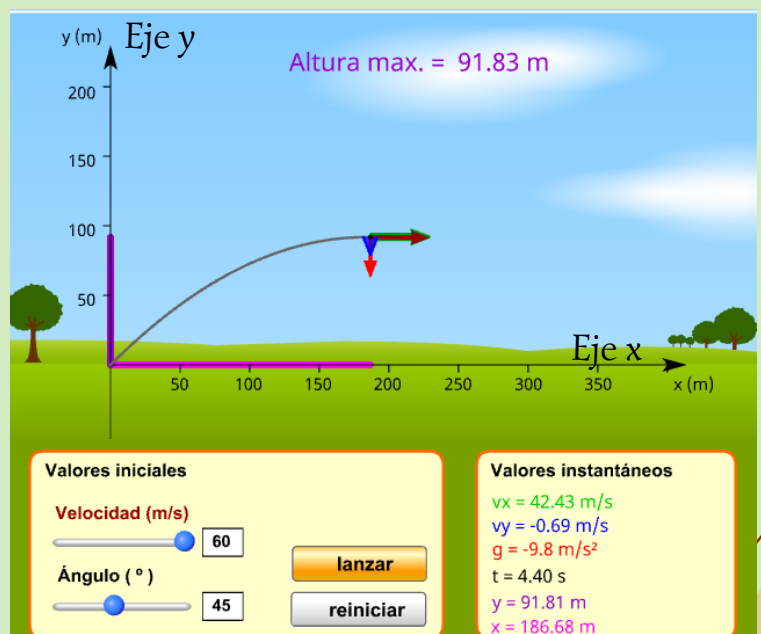 y (m) Eje y
Altura max. = 91.83 m
200
150
100
50
Eje x
50 100 150 200 250 300 350 x (m)
Valores iniciales
Velocidad (m/s)
60
Ángulo ( º )
45
lanzar
reiniciar
Valores instantáneos
vx = 42.43 m/s
vy = -0.69 m/s
g = -9.8 m/s²
t = 4.40 s
y = 91.81 m
x = 186.68 m